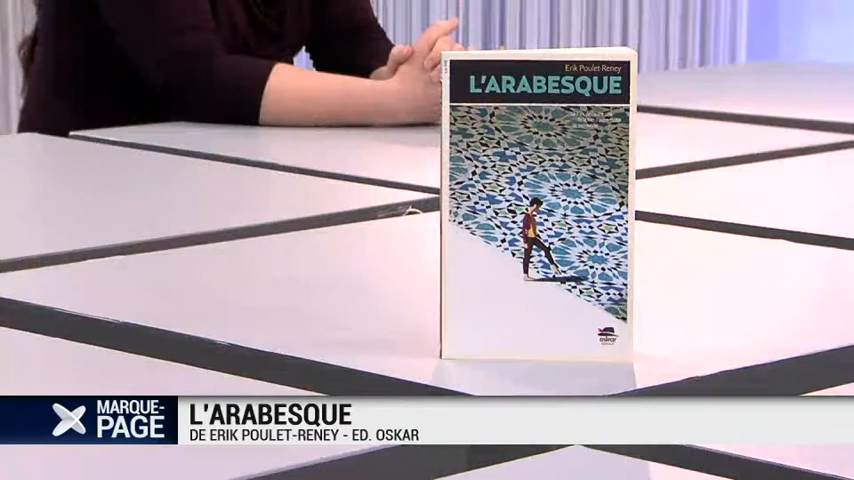 Erik Poulet-Reney
L'ARABESQUE
oskar
MARQUE-
PAGE
L'ARABESQUE
DE ERIK POULET-RENEY - ED. OSKAR